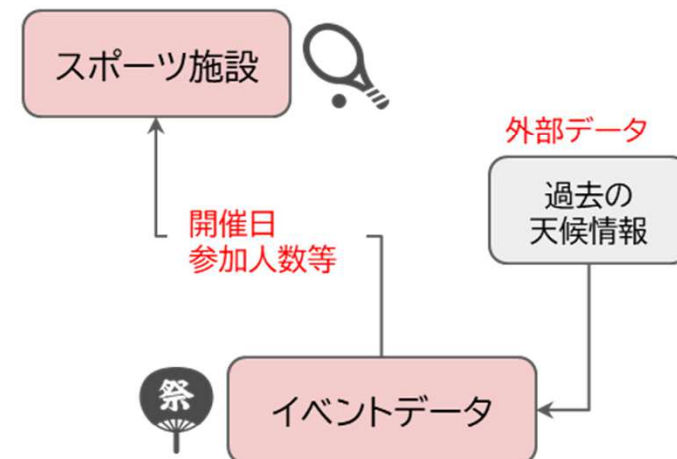 スポーツ施設
外部データ
過去の
天候情報
開催日
参加人数等
祭
イベントデータ